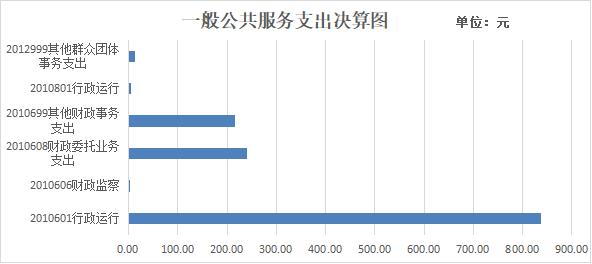 一般公共服务支出决算图 单位：元
2012999其他群众团体
事务支出
2010801行政运行
2010699其他财政事务
支出
2010608财政委托业务
支出
2010606财政监察
2010601行政运行
0.00 100.00 200.00 300.00 400.00 500.00 600.00 700.00 800.00 900.00